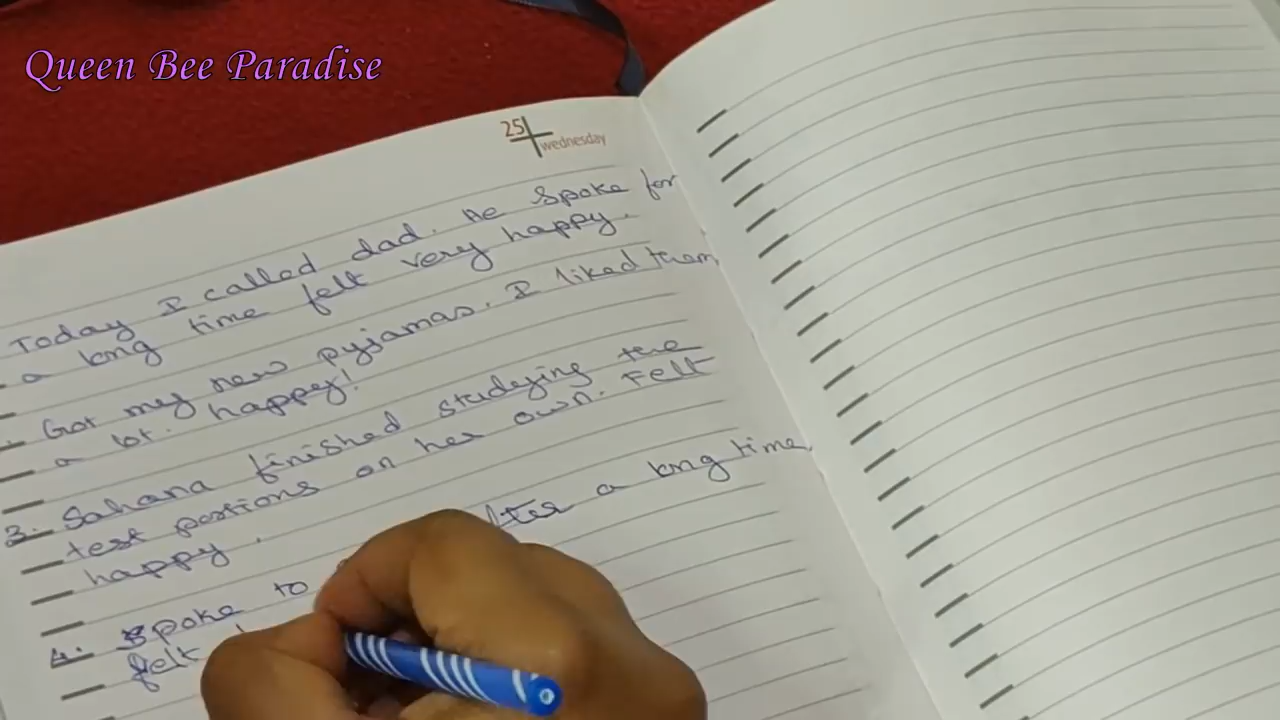 Queen Bee Paradise
25
wednesday
Today I called dad. He spoke for
a long time felt very happy.
Got my new pyjamas. I liked them
a lot. happy!
3. Sahana finished studying the
test portions on her own. Felt
happy.
4. Spoke to after a long time.
felt